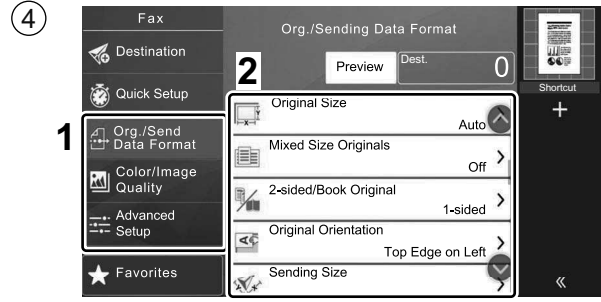 4
Fax
Org./Sending Data Format
Destination
2
Preview
Dest.
0
Shortcut
Quick Setup
Original Size
Auto
1
Org./Send
Data Format
Mixed Size Originals
Off
Color/Image
Quality
2-sided/Book Original
1-sided
Advanced
Setup
Original Orientation
Top Edge on Left
Favorites
Sending Size